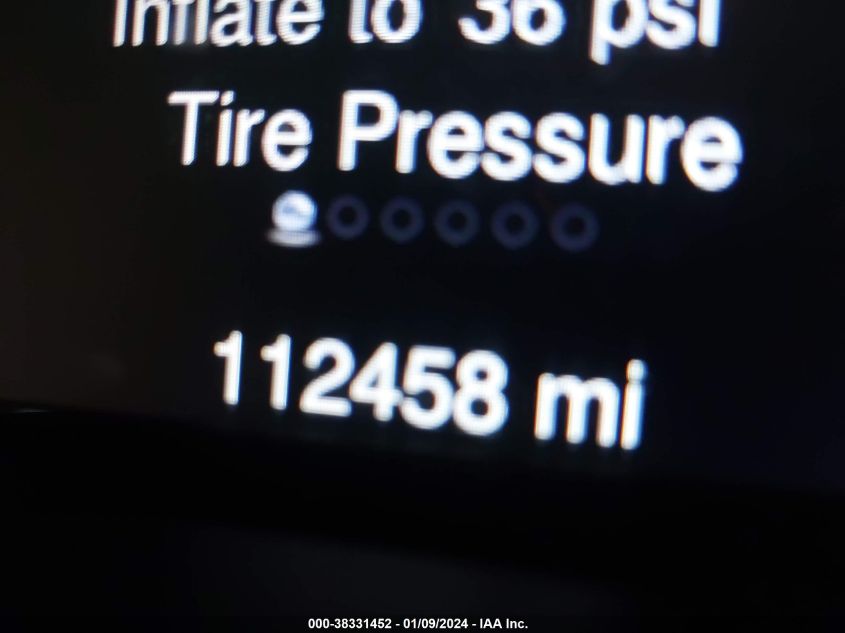 Inflate to 36 psi
Tire Pressure
112458 mi
000-38331452 - 01/09/2024 - IAA Inc.